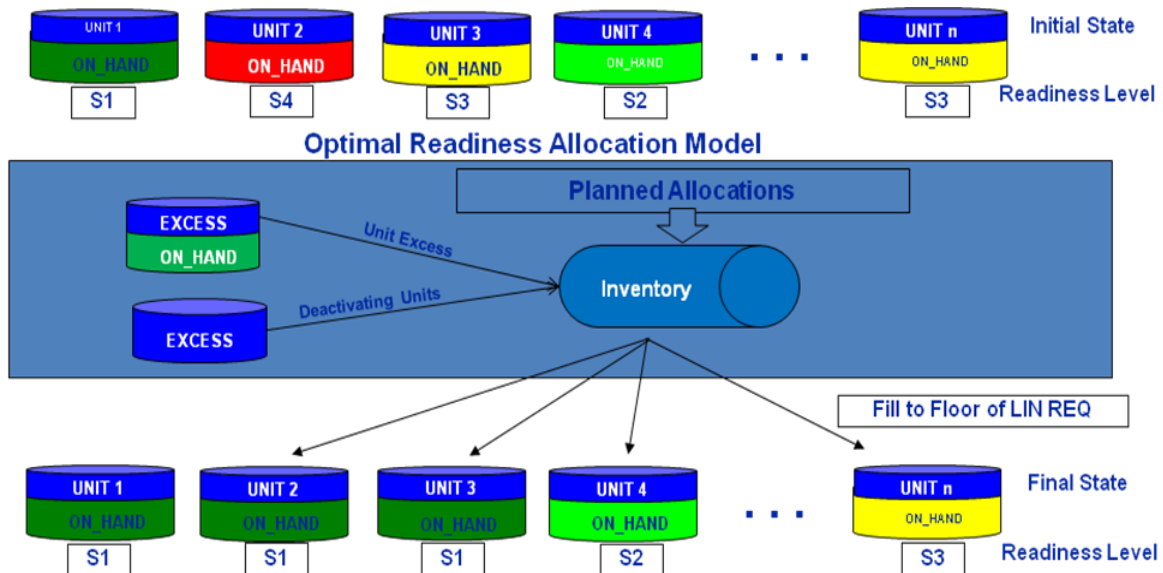 UNIT 1
UNIT 2
UNIT 3
UNIT 4
UNIT n
Initial State
ON_HAND
ON_HAND
ON_HAND
ON_HAND
ON_HAND
. . .
S1
S4
S3
S2
S3
Readiness Level
Optimal Readiness Allocation Model
Planned Allocations
EXCESS
ON_HAND
Unit Excess
Inventory
Deactivating Units
EXCESS
Fill to Floor of LIN REQ
UNIT 1
UNIT 2
UNIT 3
UNIT 4
UNIT n
Final State
ON_HAND
ON_HAND
ON_HAND
ON_HAND
ON_HAND
. . .
S1
S1
S1
S2
S3
Readiness Level